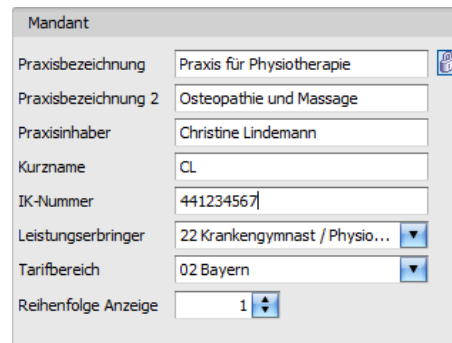 Mandant
Praxisbezeichnung Praxis für Physiotherapie
Praxisbezeichnung 2 Osteopathie und Massage
Praxisinhaber Christine Lindemann
Kurzname CL
IK-Nummer 441234567
Leistungserbringer 22 Krankengymnast / Physio...
Tarifbereich 02 Bayern
Reihenfolge Anzeige 1